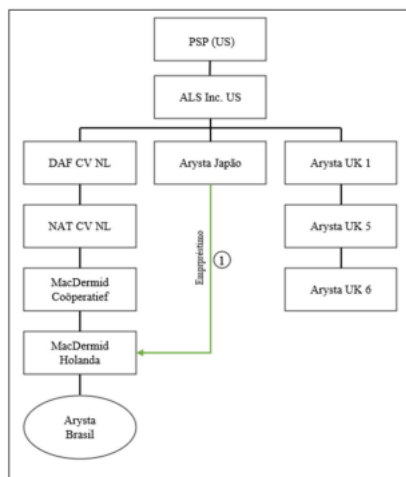 PSP (US)
ALS Inc. US
DAF CV NL
Arysta Japão
Arysta UK 1
NAT CV NL
Arysta UK 5
Empréstimo
1
MacDermid
Coöperatief
Arysta UK 6
MacDermid
Holanda
Arysta
Brasil